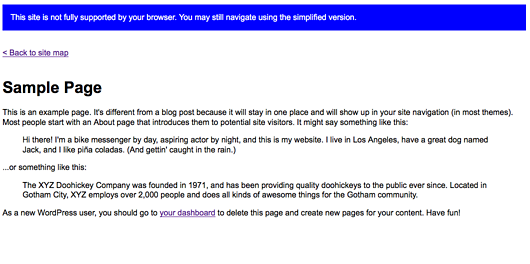 This site is not fully supported by your browser. You may still navigate using the simplified version.
< Back to site map
Sample Page
This is an example page. It's different from a blog post because it will stay in one place and will show up in your site navigation (in most themes).
Most people start with an About page that introduces them to potential site visitors. It might say something like this:
Hi there! I'm a bike messenger by day, aspiring actor by night, and this is my website. I live in Los Angeles, have a great dog named
Jack, and I like piña coladas. (And gettin' caught in the rain.)
...or something like this:
The XYZ Doohickey Company was founded in 1971, and has been providing quality doohickeys to the public ever since. Located in
Gotham City, XYZ employs over 2,000 people and does all kinds of awesome things for the Gotham community.
As a new WordPress user, you should go to your dashboard to delete this page and create new pages for your content. Have fun!